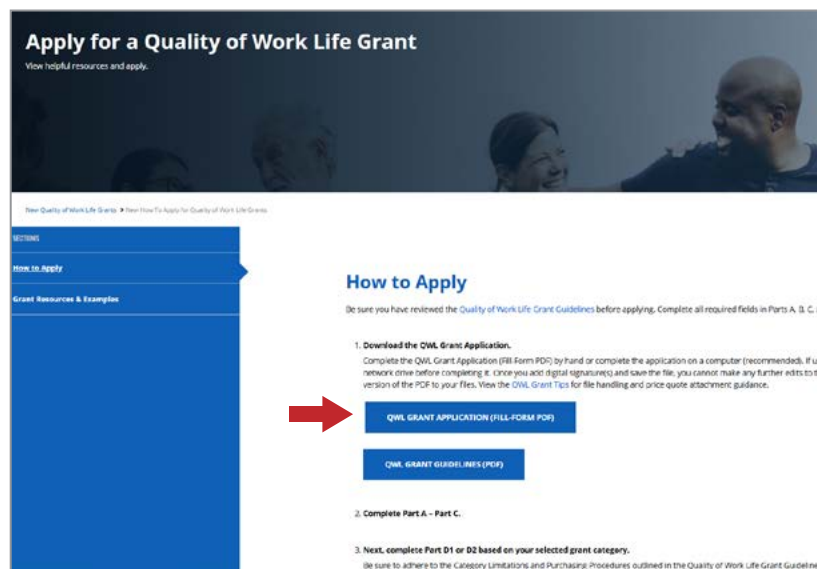 Apply for a Quality of Work Life Grant
View helpful resources and apply.
New Quality of Work Life Grants > New How To Apply for Quality of Work Life Grants
SECTIONS
How to Apply
Grant Resources & Examples
How to Apply
Be sure you have reviewed the Quality of Work Life Grant Guidelines before applying. Complete all required fields in Parts A, B, C,
1. Download the QWL Grant Application.
Complete the QWL Grant Application (Fill Form PDF) by hand or complete the application on a computer (recommended). If u
network drive before completing it. Once you add digital signature(s) and save the file, you cannot make any further edits to t
version of the PDF to your files. View the QWL Grant Tips for file handling and price quote attachment guidance.
QWL GRANT APPLICATION (FILL-FORM PDF)
QWL GRANT GUIDELINES (PDF)
2. Complete Part A – Part C.
3. Next, complete Part D1 or D2 based on your selected grant category.
Be sure to adhere to the Category Limitations and Purchasing Procedures outlined in the Quality of Work Life Grant Guideline